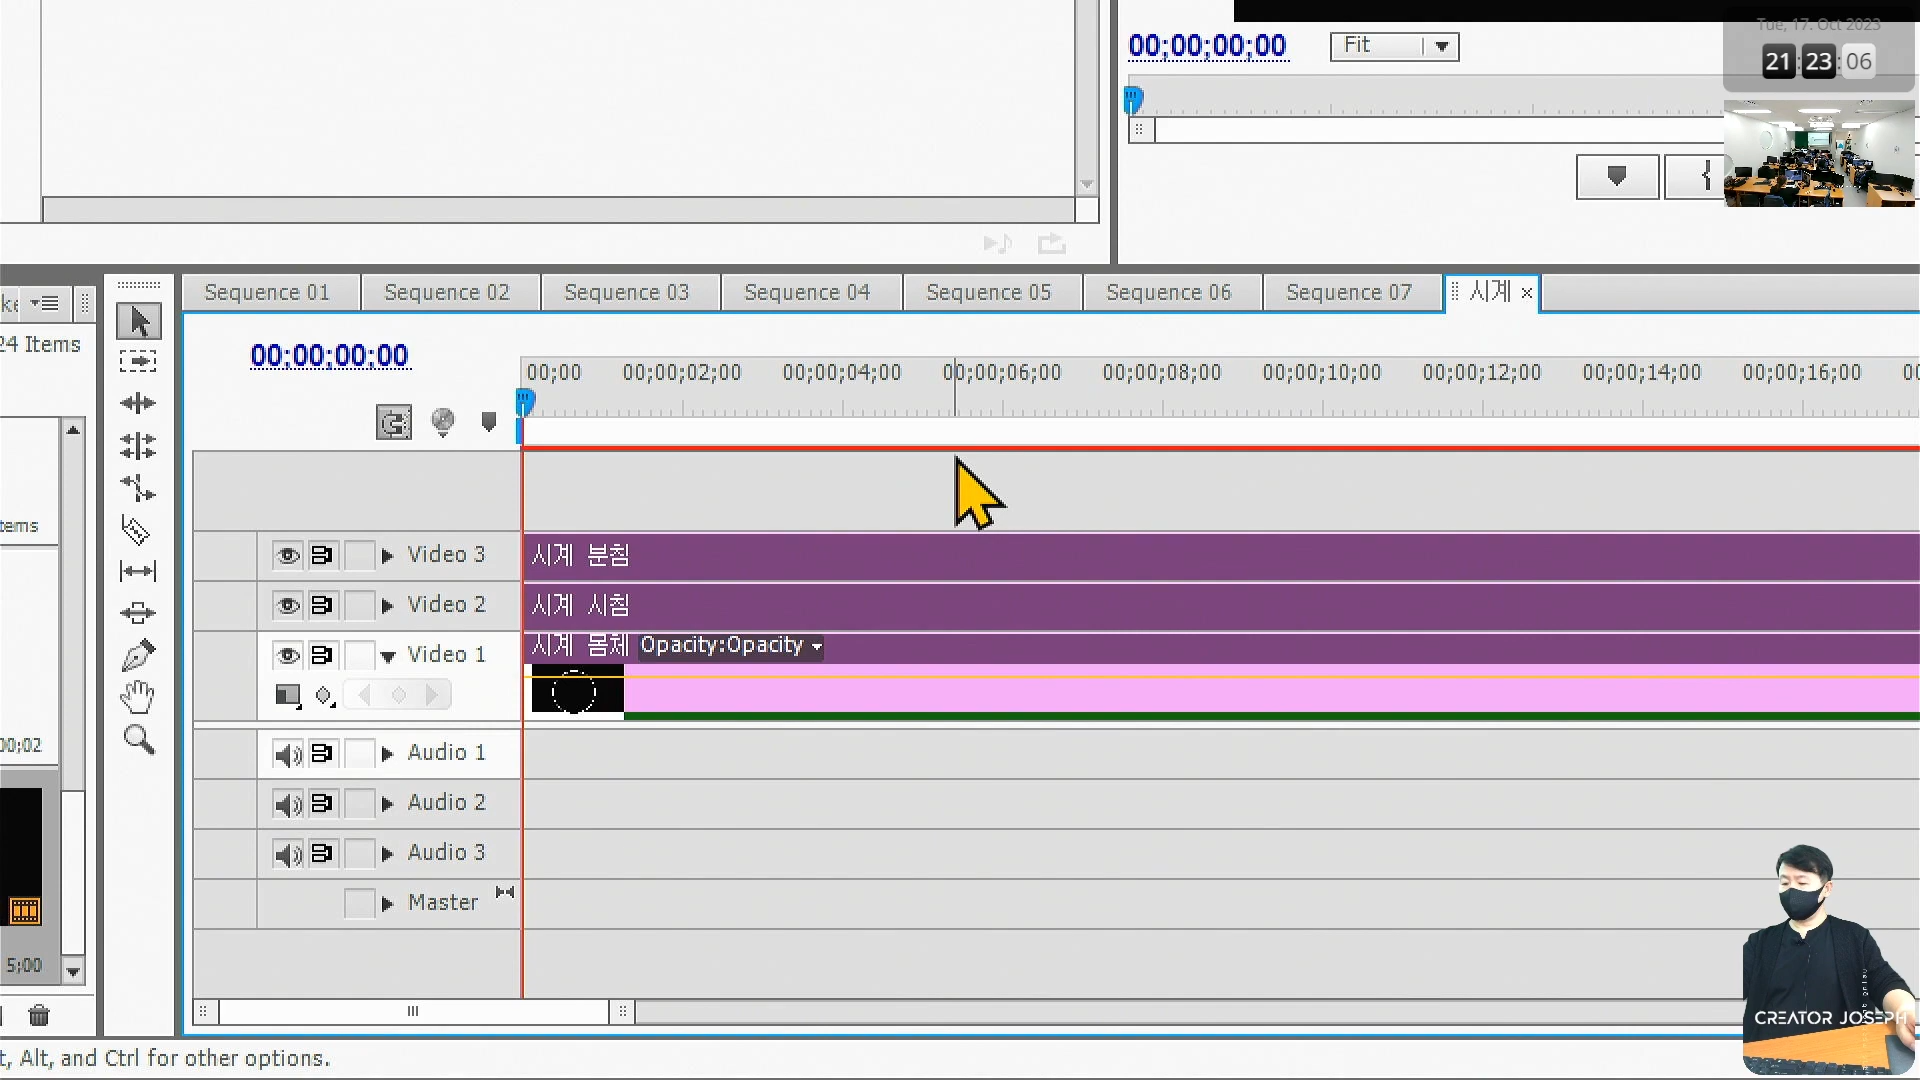 Tue, 17. Oct 2023
21:23:06
00;00;00;00
Fit
Sequence 01
Sequence 02
Sequence 03
Sequence 04
Sequence 05
Sequence 06
Sequence 07
시계 ×
24 Items
00;00;00;00
00;00
00;00;02;00
00;00;04;00
00;00;06;00
00;00;08;00
00;00;10;00
00;00;12;00
00;00;14;00
00;00;16;00
tems
Video 3
시계 분침
Video 2
시계 시침
Video 1
시계 몸체 Opacity:Opacity
00;02
Audio 1
Audio 2
Audio 3
Master
5;00
CREATOR JOSEPH
t, Alt, and Ctrl for other options.